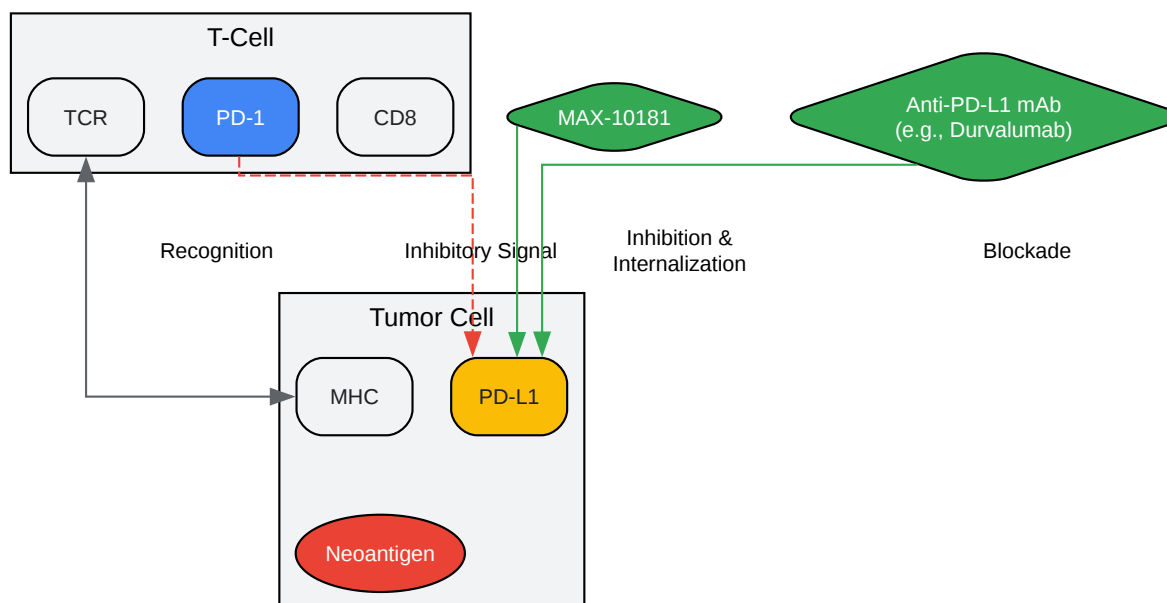 T-Cell
TCR
PD-1
CD8
MAX-10181
Anti-PD-L1 mAb
(e.g., Durvalumab)
Recognition
Inhibitory Signal
Inhibition &
Internalization
Blockade
Tumor Cell
MHC
PD-L1
Neoantigen